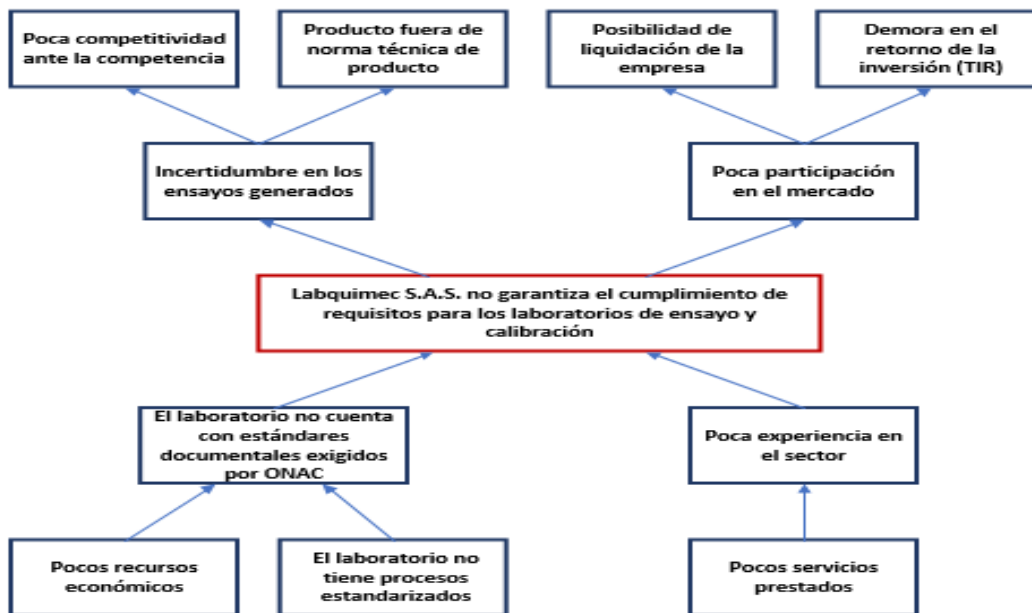 Poca competitividad
ante la competencia
Producto fuera de
norma técnica de
producto
Posibilidad de
liquidación de la
empresa
Demora en el
retorno de la
inversión (TIR)
Incertidumbre en los
ensayos generados
Poca participación
en el mercado
Labquimec S.A.S. no garantiza el cumplimiento de
requisitos para los laboratorios de ensayo y
calibración
El laboratorio no cuenta
con estándares
documentales exigidos
por ONAC
Poca experiencia en
el sector
Pocos recursos
económicos
El laboratorio no
tiene procesos
estandarizados
Pocos servicios
prestados